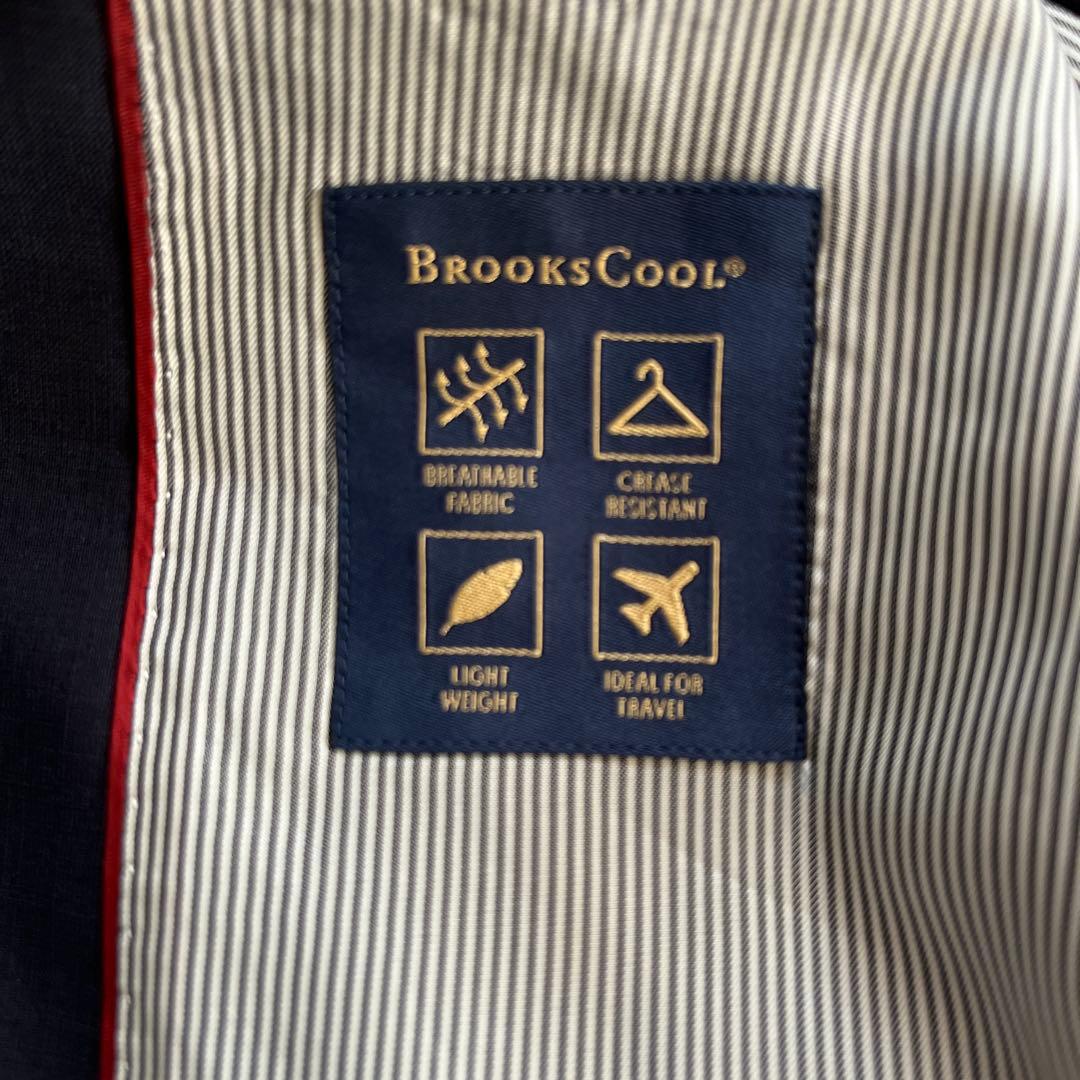 BROOKSCOOL®
BREATHABLE
FABRIC
CREASE
RESISTANT
LIGHT
WEIGHT
IDEAL FOR
TRAVEL